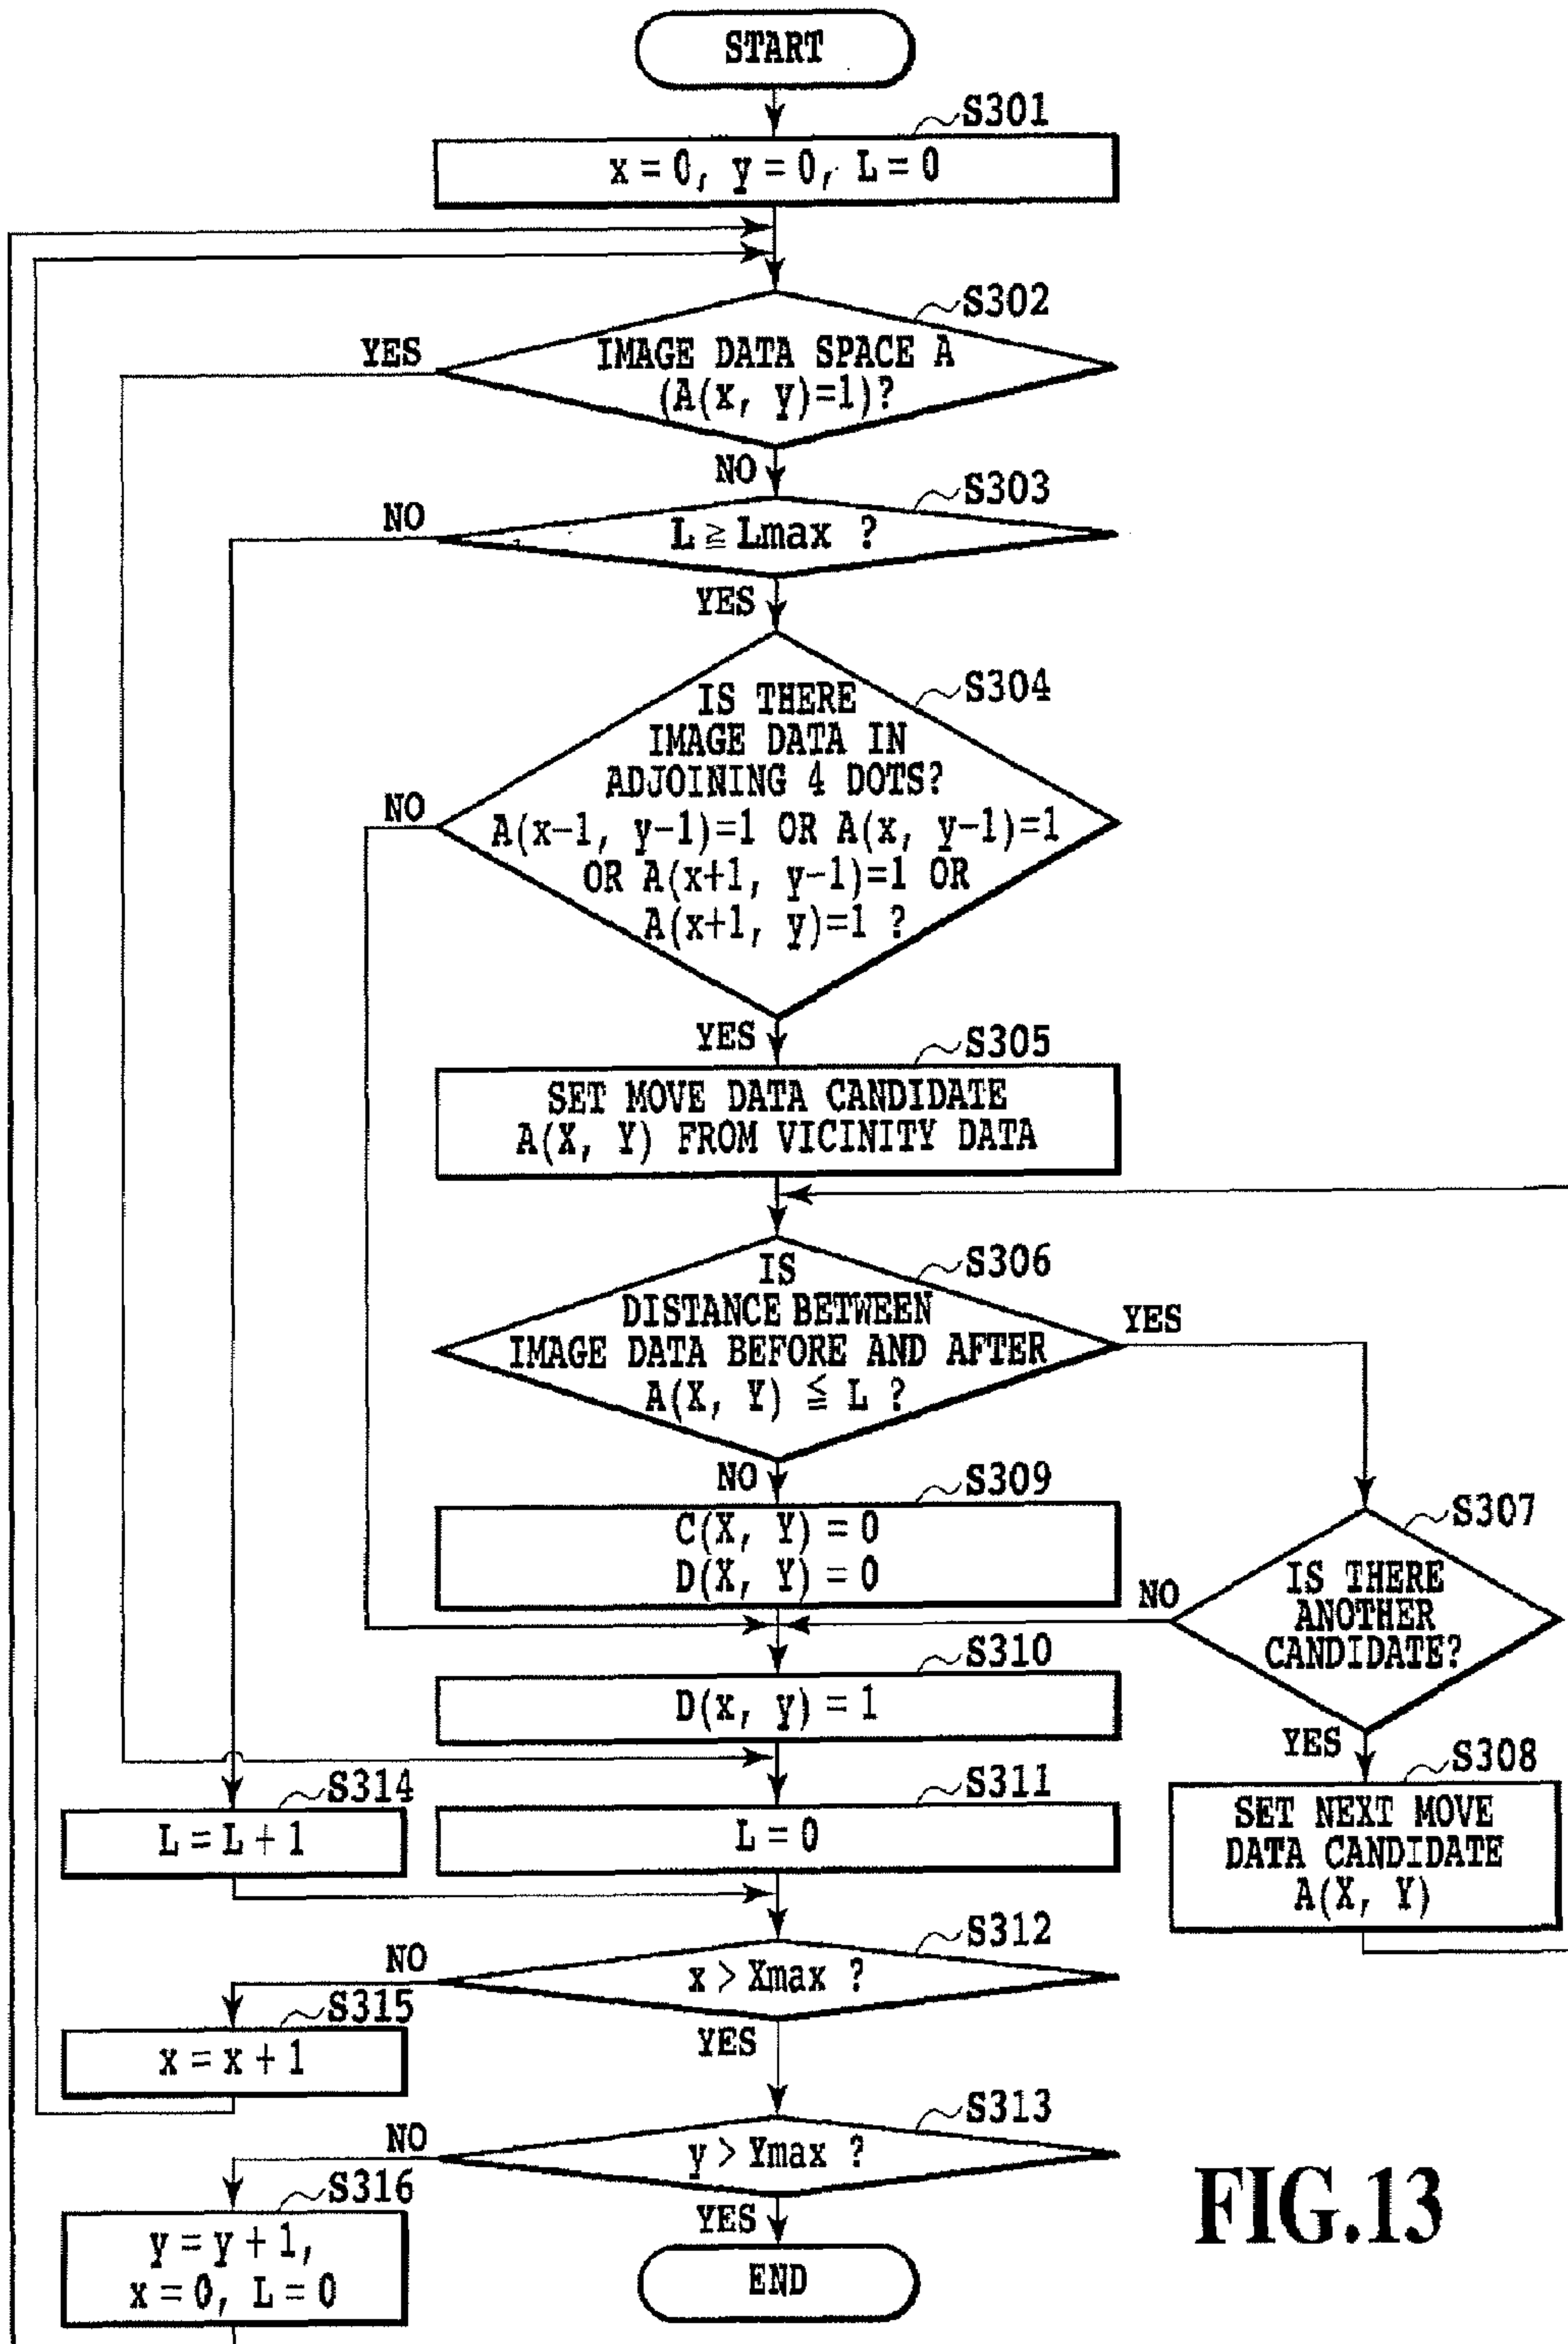 START
S301
x = 0, y = 0, L = 0
S302
YES
IMAGE DATA SPACE A
(A(x, y)=1)?
NO
S303
NO
L ≧ Lmax ?
YES
S304
IS THERE
IMAGE DATA IN
ADJOINING 4 DOTS?
NO
A(x-1, y-1)=1 OR A(x, y-1)=1
OR A(x+1, y-1)=1 OR
A(x+1, y)=1 ?
YES
S305
SET MOVE DATA CANDIDATE
A(X, Y) FROM VICINITY DATA
S306
IS
DISTANCE BETWEEN
IMAGE DATA BEFORE AND AFTER
A(X, Y) ≦ L ?
YES
NO
S309
C(X, Y) = 0
D(X, Y) = 0
S307
IS THERE
ANOTHER
CANDIDATE?
NO
S310
D(x, y) = 1
YES
S308
SET NEXT MOVE
DATA CANDIDATE
A(X, Y)
S314
L = L + 1
S311
L = 0
S312
NO
x > Xmax ?
S315
x = x + 1
YES
S313
NO
y > Ymax ?
S316
y = y + 1,
x = 0, L = 0
YES
END
FIG.13